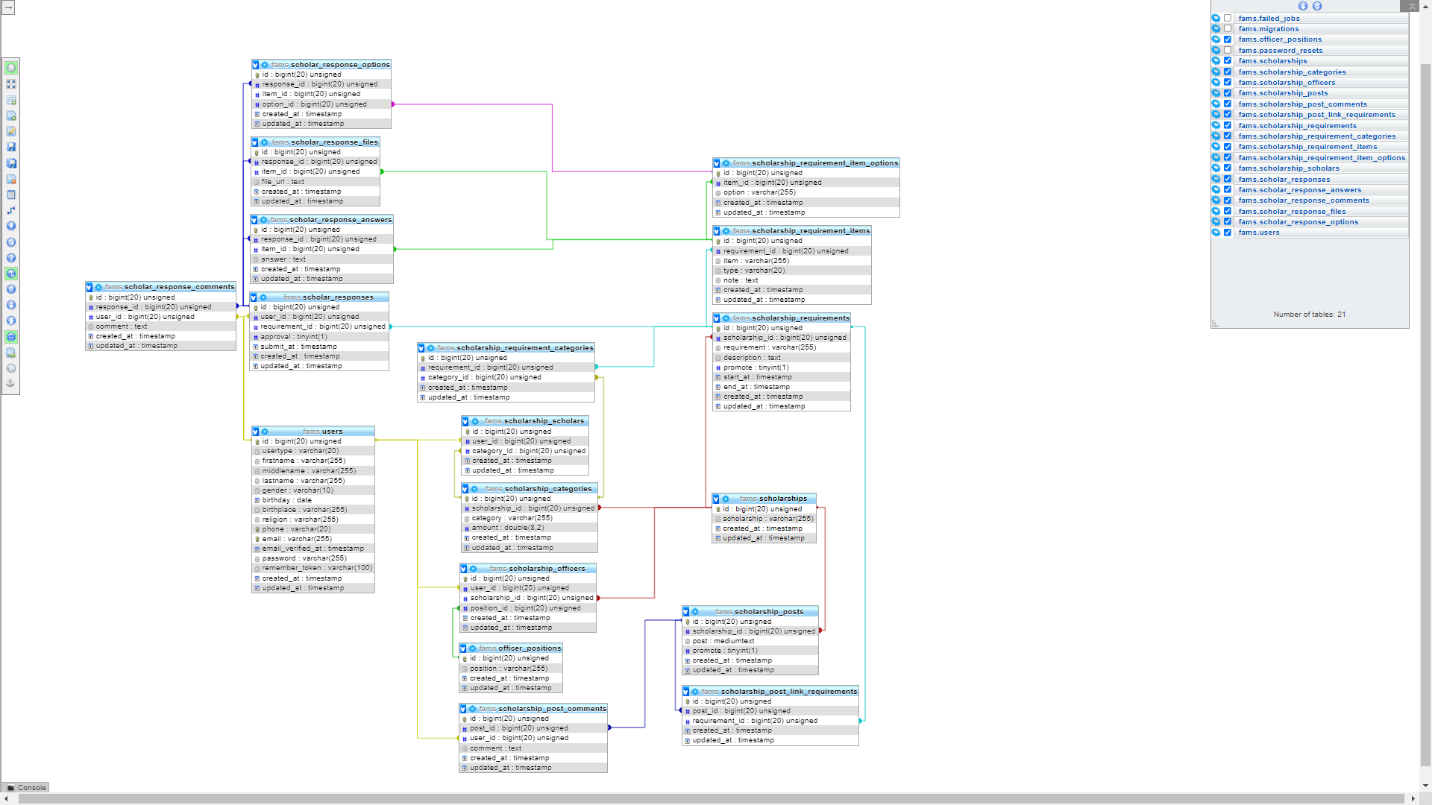 fams.scholar_response_options
id : bigint(20) unsigned
response_id : bigint(20) unsigned
item_id : bigint(20) unsigned
option_id : bigint(20) unsigned
created_at : timestamp
updated_at : timestamp
fams.scholar_response_files
id : bigint(20) unsigned
response_id : bigint(20) unsigned
item_id : bigint(20) unsigned
file_url : text
created_at : timestamp
updated_at : timestamp
fams.scholar_response_answers
id : bigint(20) unsigned
response_id : bigint(20) unsigned
item_id : bigint(20) unsigned
answer : text
created_at : timestamp
updated_at : timestamp
fams.scholar_response_comments
id : bigint(20) unsigned
response_id : bigint(20) unsigned
user_id : bigint(20) unsigned
comment : text
created_at : timestamp
updated_at : timestamp
fams.scholar_responses
id : bigint(20) unsigned
user_id : bigint(20) unsigned
requirement_id : bigint(20) unsigned
approval : tinyint(1)
submit_at : timestamp
created_at : timestamp
updated_at : timestamp
fams.users
id : bigint(20) unsigned
usertype : varchar(20)
firstname : varchar(255)
middlename : varchar(255)
lastname : varchar(255)
gender : varchar(10)
birthday : date
birthplace : varchar(255)
religion : varchar(255)
phone : varchar(20)
email : varchar(255)
email_verified_at : timestamp
password : varchar(255)
remember_token : varchar(100)
created_at : timestamp
updated_at : timestamp
fams.scholarship_requirement_categories
id : bigint(20) unsigned
requirement_id : bigint(20) unsigned
category_id : bigint(20) unsigned
created_at : timestamp
updated_at : timestamp
fams.scholarship_scholars
id : bigint(20) unsigned
user_id : bigint(20) unsigned
category_id : bigint(20) unsigned
created_at : timestamp
updated_at : timestamp
fams.scholarship_categories
id : bigint(20) unsigned
scholarship_id : bigint(20) unsigned
category : varchar(255)
amount : double(8,2)
created_at : timestamp
updated_at : timestamp
fams.scholarship_officers
id : bigint(20) unsigned
user_id : bigint(20) unsigned
scholarship_id : bigint(20) unsigned
position_id : bigint(20) unsigned
created_at : timestamp
updated_at : timestamp
fams.officer_positions
id : bigint(20) unsigned
position : varchar(255)
created_at : timestamp
updated_at : timestamp
fams.scholarship_post_comments
id : bigint(20) unsigned
post_id : bigint(20) unsigned
user_id : bigint(20) unsigned
comment : text
created_at : timestamp
updated_at : timestamp
fams.scholarship_requirement_item_options
id : bigint(20) unsigned
item_id : bigint(20) unsigned
option : varchar(255)
created_at : timestamp
updated_at : timestamp
fams.scholarship_requirement_items
id : bigint(20) unsigned
requirement_id : bigint(20) unsigned
item : varchar(255)
type : varchar(20)
note : text
created_at : timestamp
updated_at : timestamp
fams.scholarship_requirements
id : bigint(20) unsigned
scholarship_id : bigint(20) unsigned
requirement : varchar(255)
description : text
promote : tinyint(1)
start_at : timestamp
end_at : timestamp
created_at : timestamp
updated_at : timestamp
fams.scholarships
id : bigint(20) unsigned
scholarship : varchar(255)
created_at : timestamp
updated_at : timestamp
fams.scholarship_posts
id : bigint(20) unsigned
scholarship_id : bigint(20) unsigned
post : mediumtext
promote : tinyint(1)
created_at : timestamp
updated_at : timestamp
fams.scholarship_post_link_requirements
id : bigint(20) unsigned
post_id : bigint(20) unsigned
requirement_id : bigint(20) unsigned
created_at : timestamp
updated_at : timestamp
fams.failed_jobs
fams.migrations
fams.officer_positions
fams.password_resets
fams.scholarships
fams.scholarship_categories
fams.scholarship_officers
fams.scholarship_posts
fams.scholarship_post_comments
fams.scholarship_post_link_requirements
fams.scholarship_requirements
fams.scholarship_requirement_categories
fams.scholarship_requirement_items
fams.scholarship_requirement_item_options
fams.scholarship_scholars
fams.scholar_responses
fams.scholar_response_answers
fams.scholar_response_comments
fams.scholar_response_files
fams.scholar_response_options
fams.users
Number of tables: 21
Console